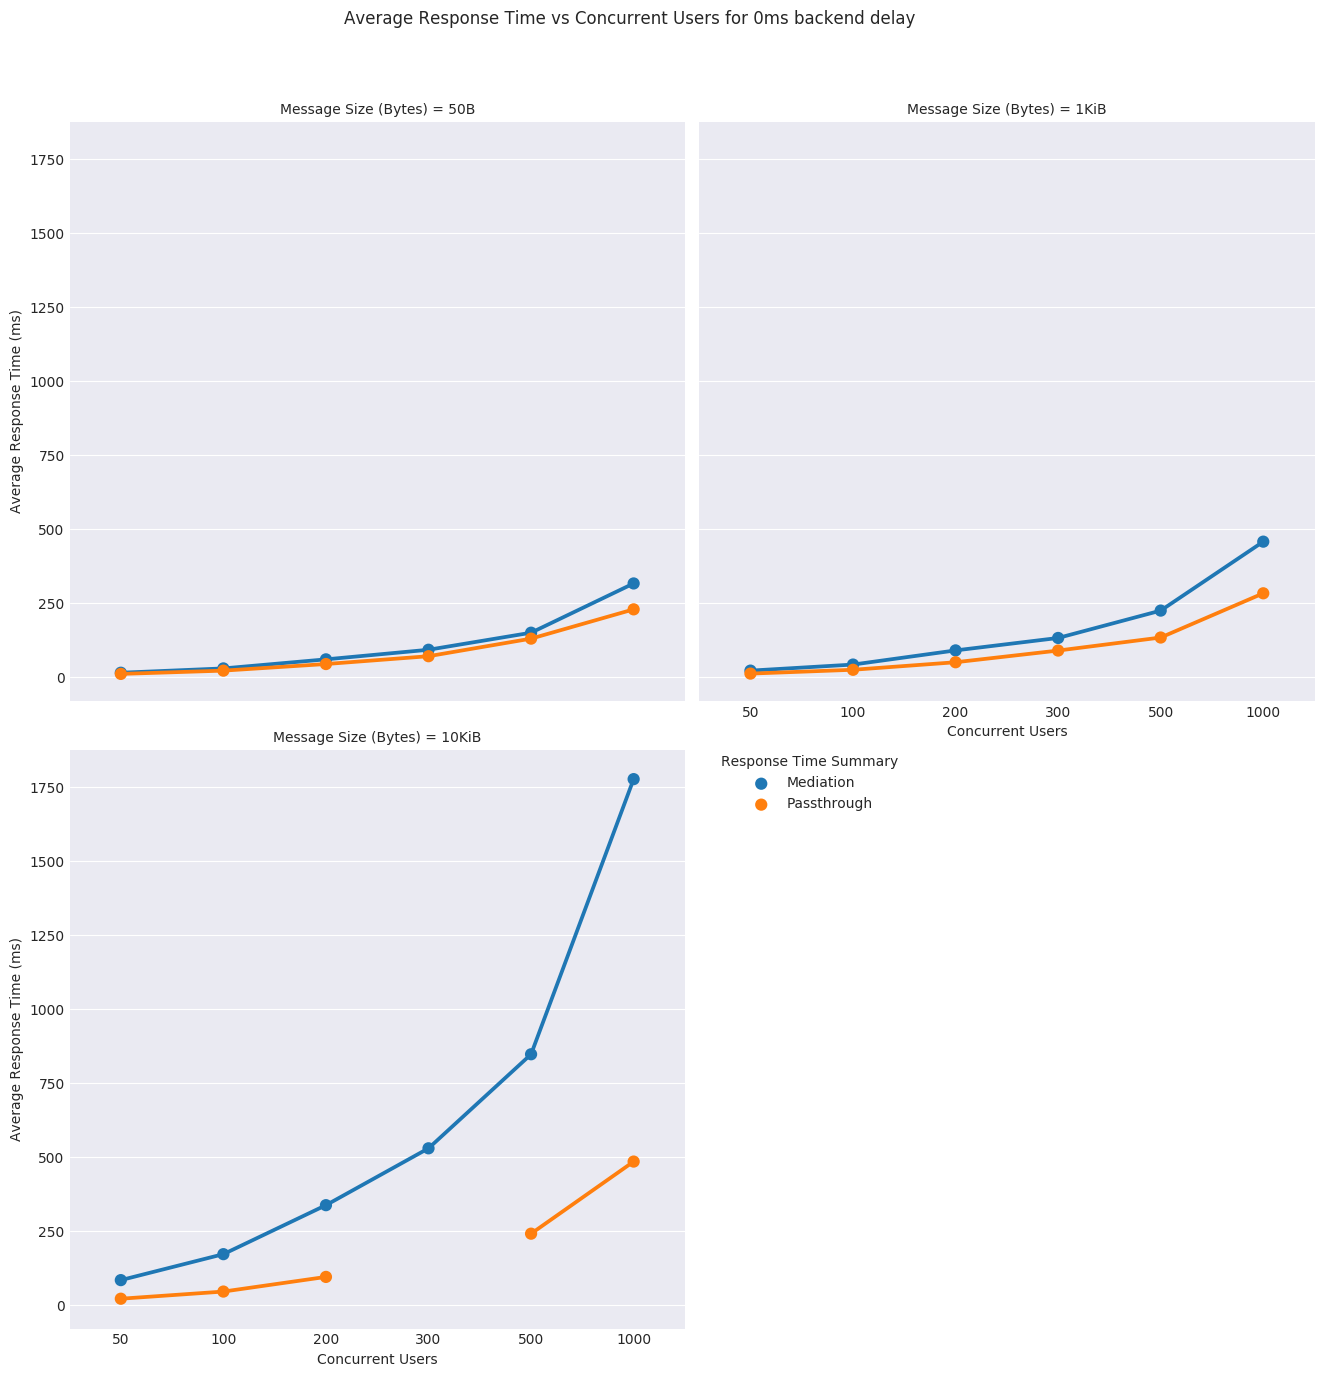 Average Response Time vs Concurrent Users for 0ms backend delay
Message Size (Bytes) = 50B
1750
1500
1250
1000
750
500
250
0
Average Response Time (ms)
Message Size (Bytes) = 1KiB
50 100 200 300 500 1000
Concurrent Users
Message Size (Bytes) = 10KiB
1750
1500
1250
1000
750
500
250
0
Average Response Time (ms)
50 100 200 300 500 1000
Concurrent Users
Response Time Summary
Mediation
Passthrough